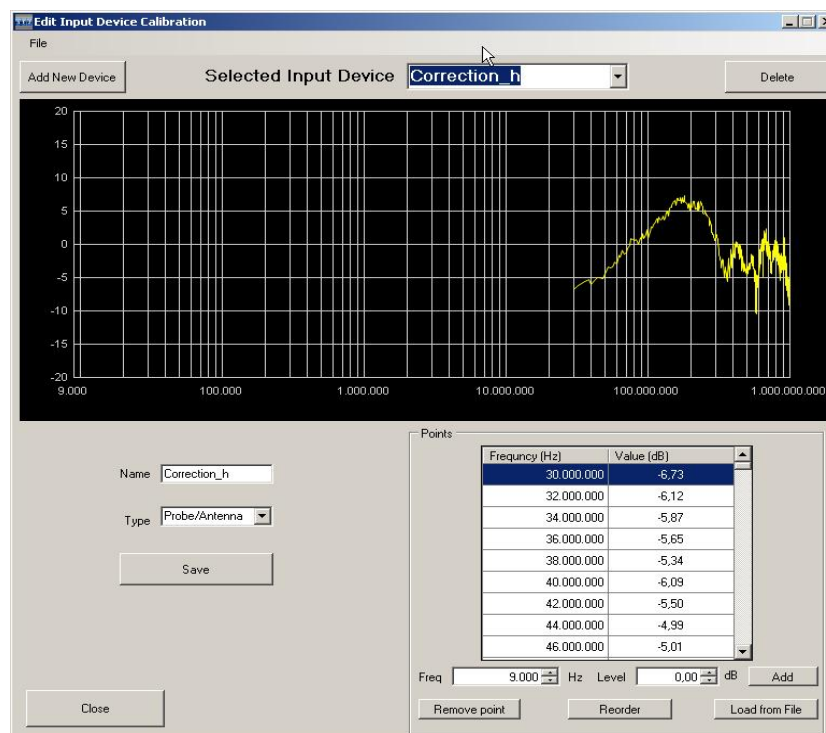 Edit Input Device Calibration
File
Add New Device
Selected Input Device
Correction_h
Delete
20
15
10
5
0
-5
-10
-15
-20
9.000
100.000
1.000.000
10.000.000
100.000.000
1.000.000.000
Name
Correction_h
Type
Probe/Antenna
Save
Close
Points
Frequncy (Hz) Value (dB)
30.000.000 -6,73
32.000.000 -6,12
34.000.000 -5,87
36.000.000 -5,65
38.000.000 -5,34
40.000.000 -6,09
42.000.000 -5,50
44.000.000 -4,99
46.000.000 -5,01
Freq 9.000 Hz Level 0,00 dB Add
Remove point
Reorder
Load from File